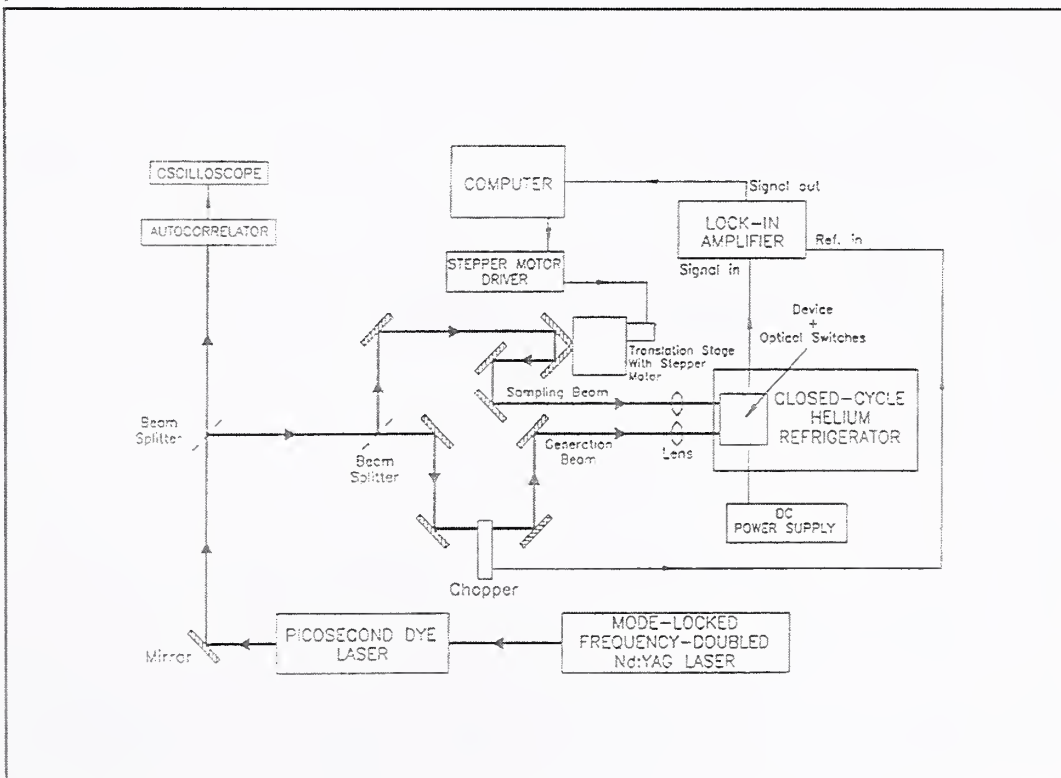 OSCILLOSCOPE
AUTOCORRELATOR
COMPUTER
Signal out
LOCK-IN
AMPLIFIER
Ref. in
Signal in
STEPPER MOTOR
DRIVER
Device
+
Optical Switches
Translation Stage
With Stepper
Motor
Sampling Beam
CLOSED-CYCLE
HELIUM
REFRIGERATOR
Beam
Splitter
Beam
Splitter
Generation
Beam
Lens
DC
POWER SUPPLY
Chopper
Mirror
PICOSECOND DYE
LASER
MODE-LOCKED
FREQUENCY-DOUBLED
Nd:YAG LASER